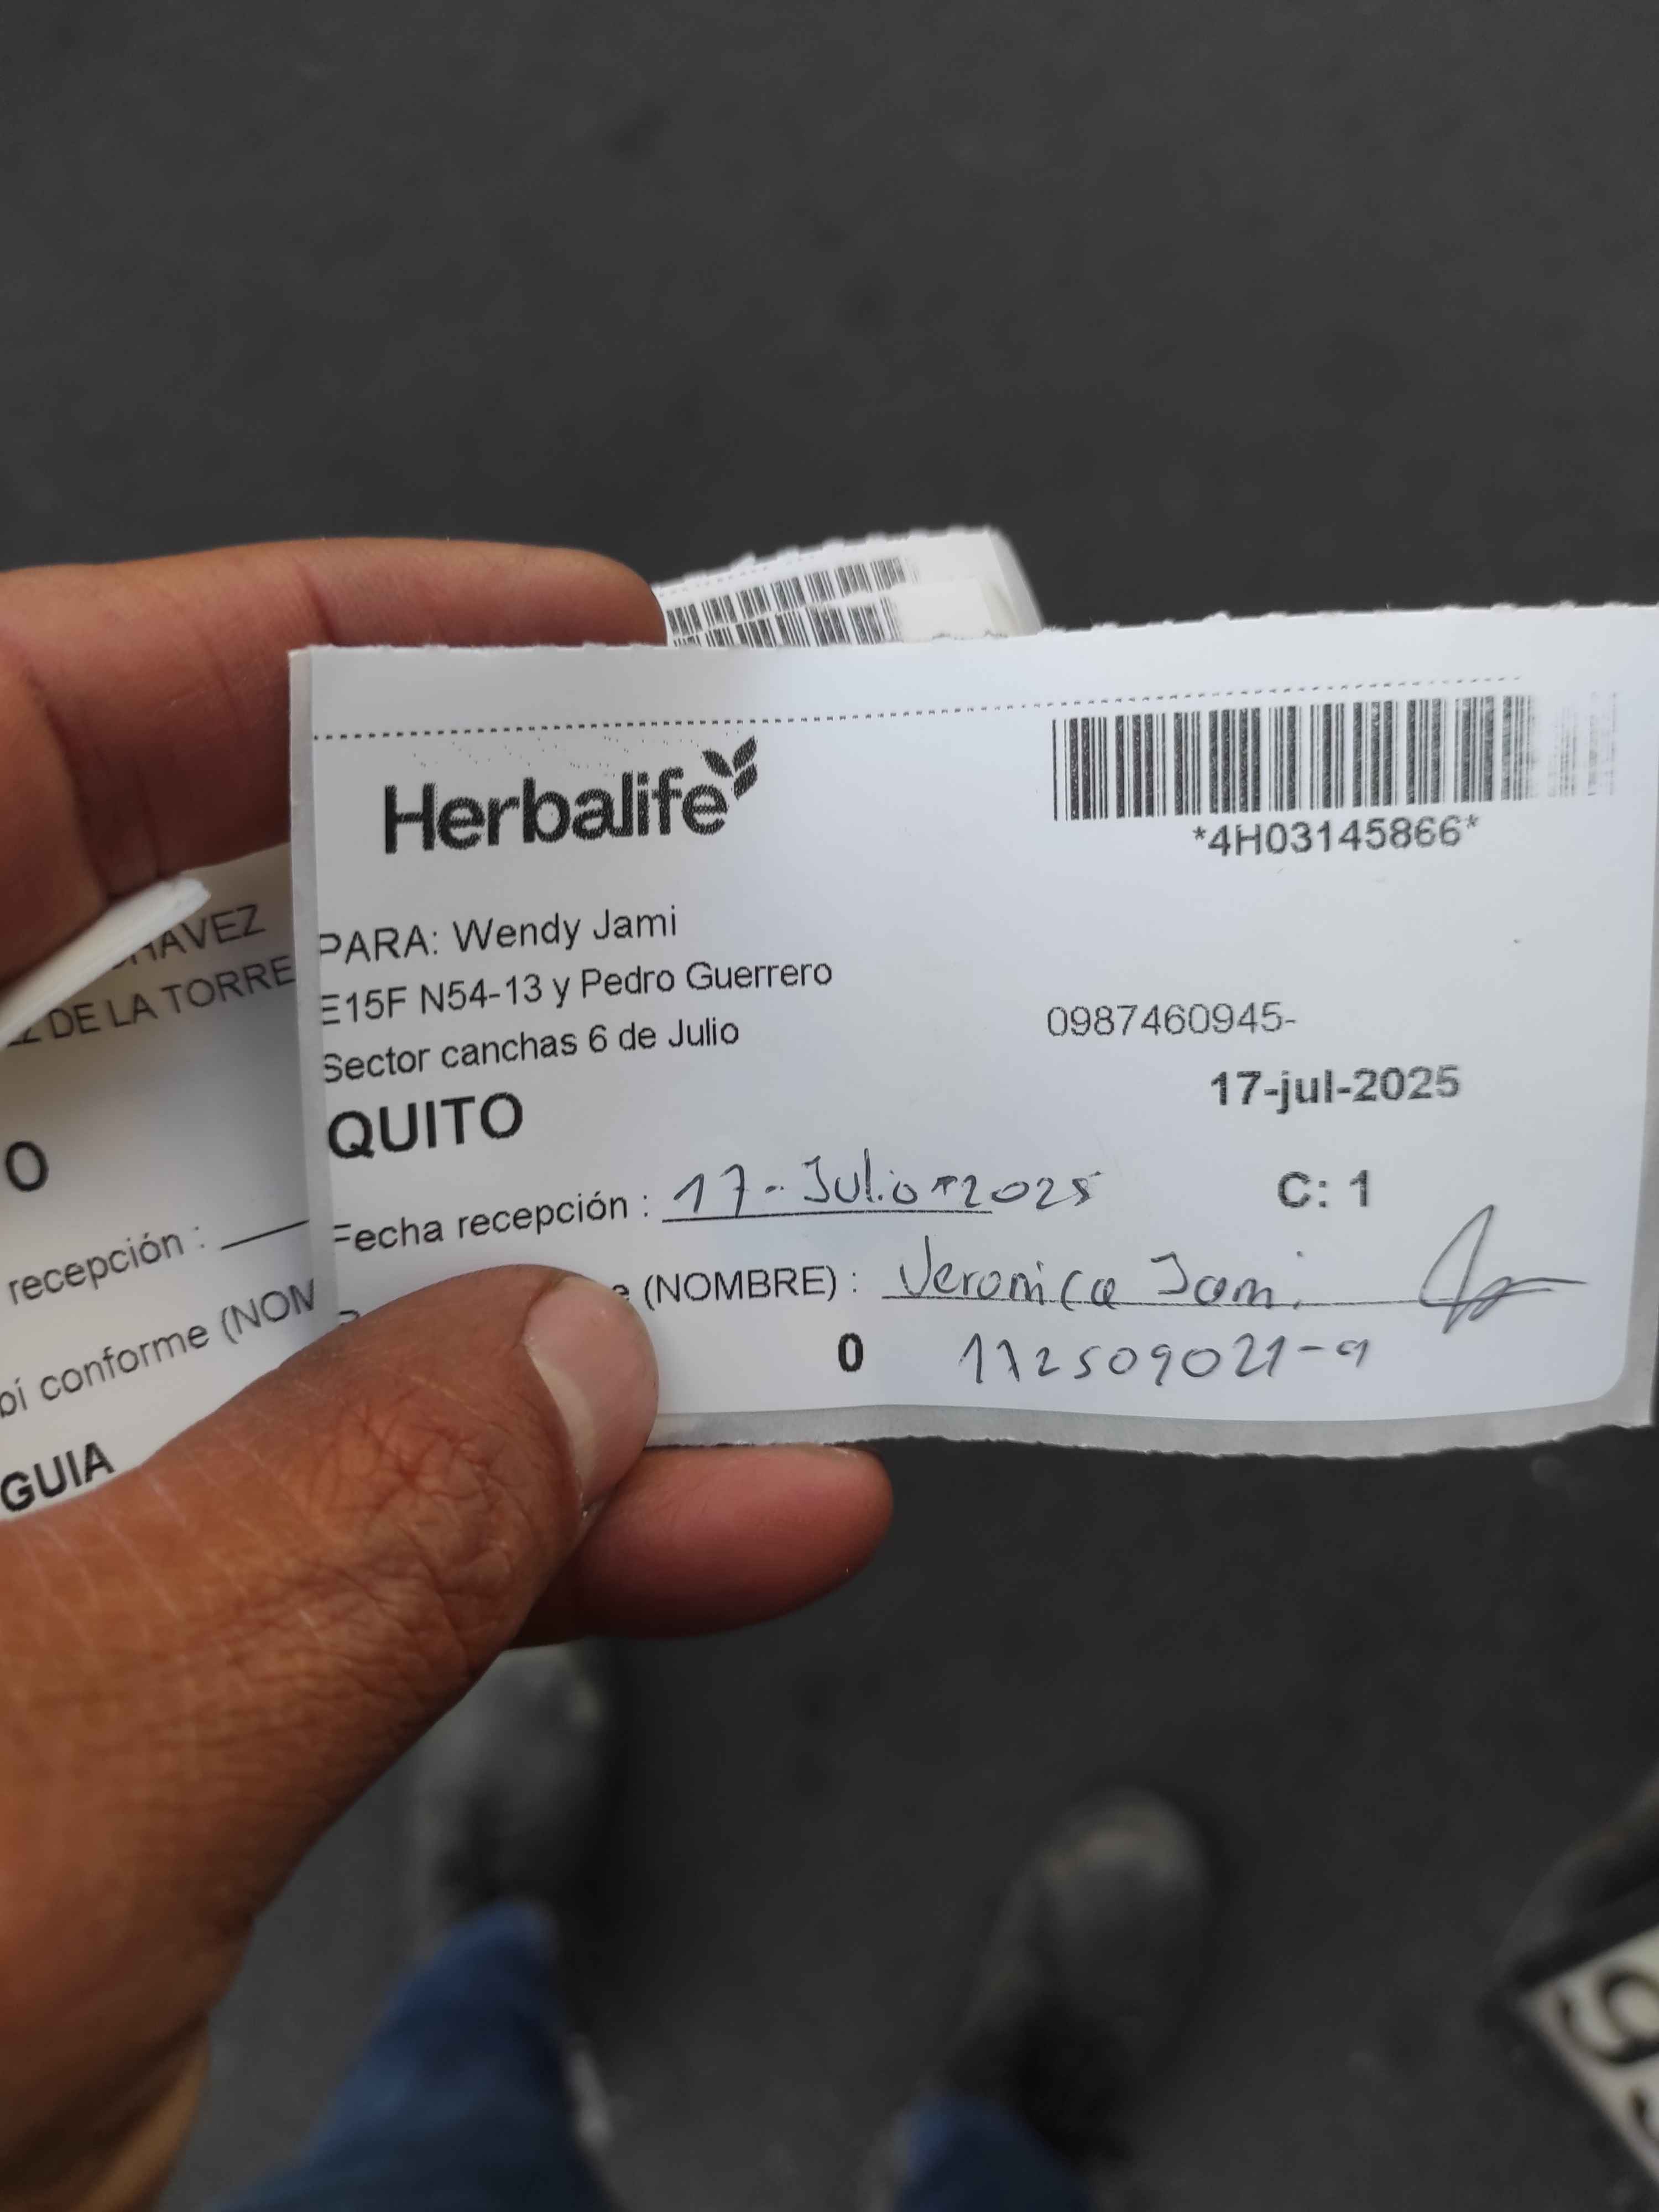 Herbalife
*4H03145866*
PARA: Wendy Jami
E15F N54-13 y Pedro Guerrero
Sector canchas 6 de Julio
0987460945-
17-jul-2025
QUITO
Fecha recepción : 17-Julio-2025
C: 1
(NOMBRE) : Veronica Jami
0 172509021-9
DE LA TORRE
O
recepción :
conforme (NOM
GUIA